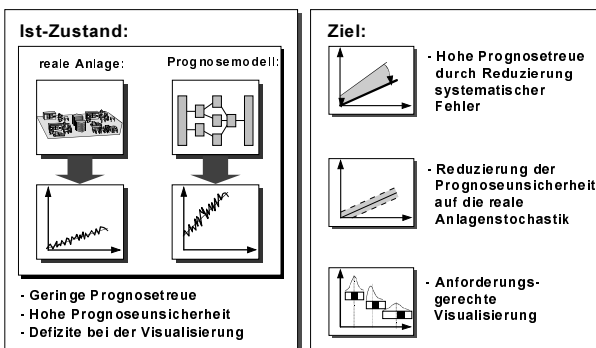 Ist-Zustand:
reale Anlage:
Prognosemodell:
- Geringe Prognosetreue
- Hohe Prognoseunsicherheit
- Defizite bei der Visualisierung
Ziel:
- Hohe Prognosetreue
durch Reduzierung
systematischer
Fehler
- Reduzierung der
Prognoseunsicherheit
auf die reale
Anlagenstochastik
- Anforderungs-
gerechte
Visualisierung